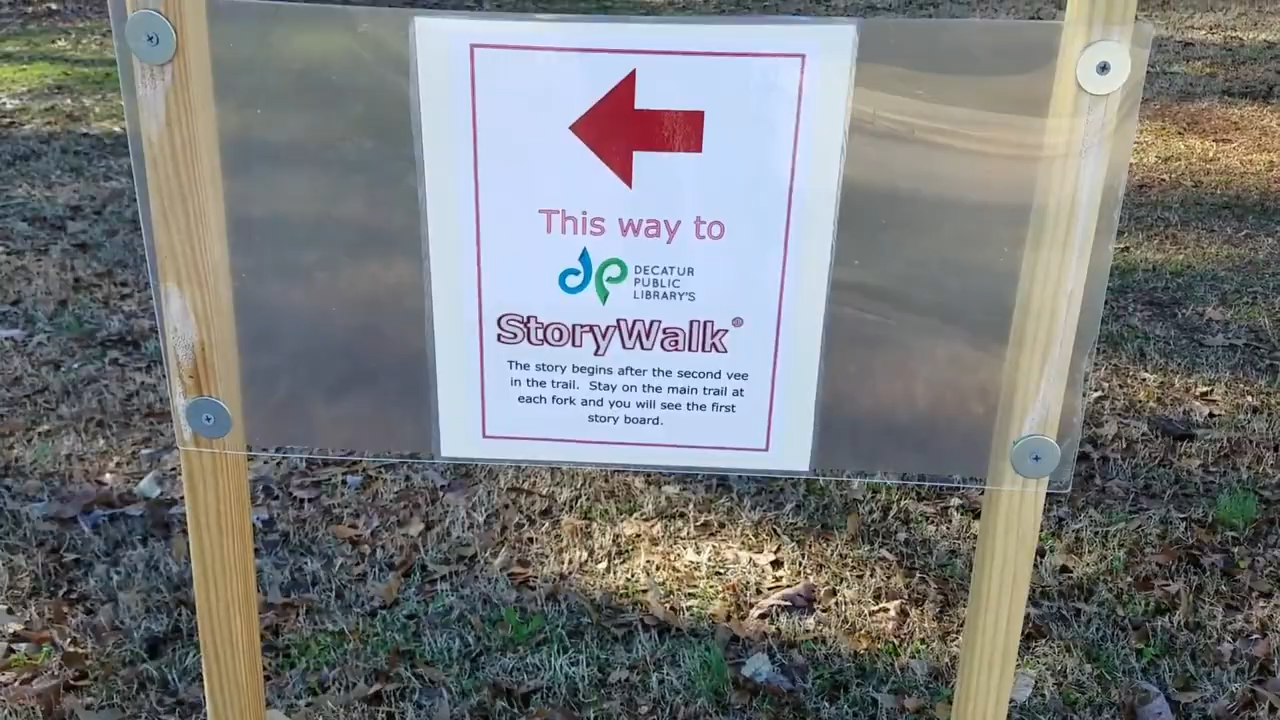 This way to
DECATUR
PUBLIC
LIBRARY'S
StoryWalk®
The story begins after the second vee
in the trail. Stay on the main trail at
each fork and you will see the first
story board.